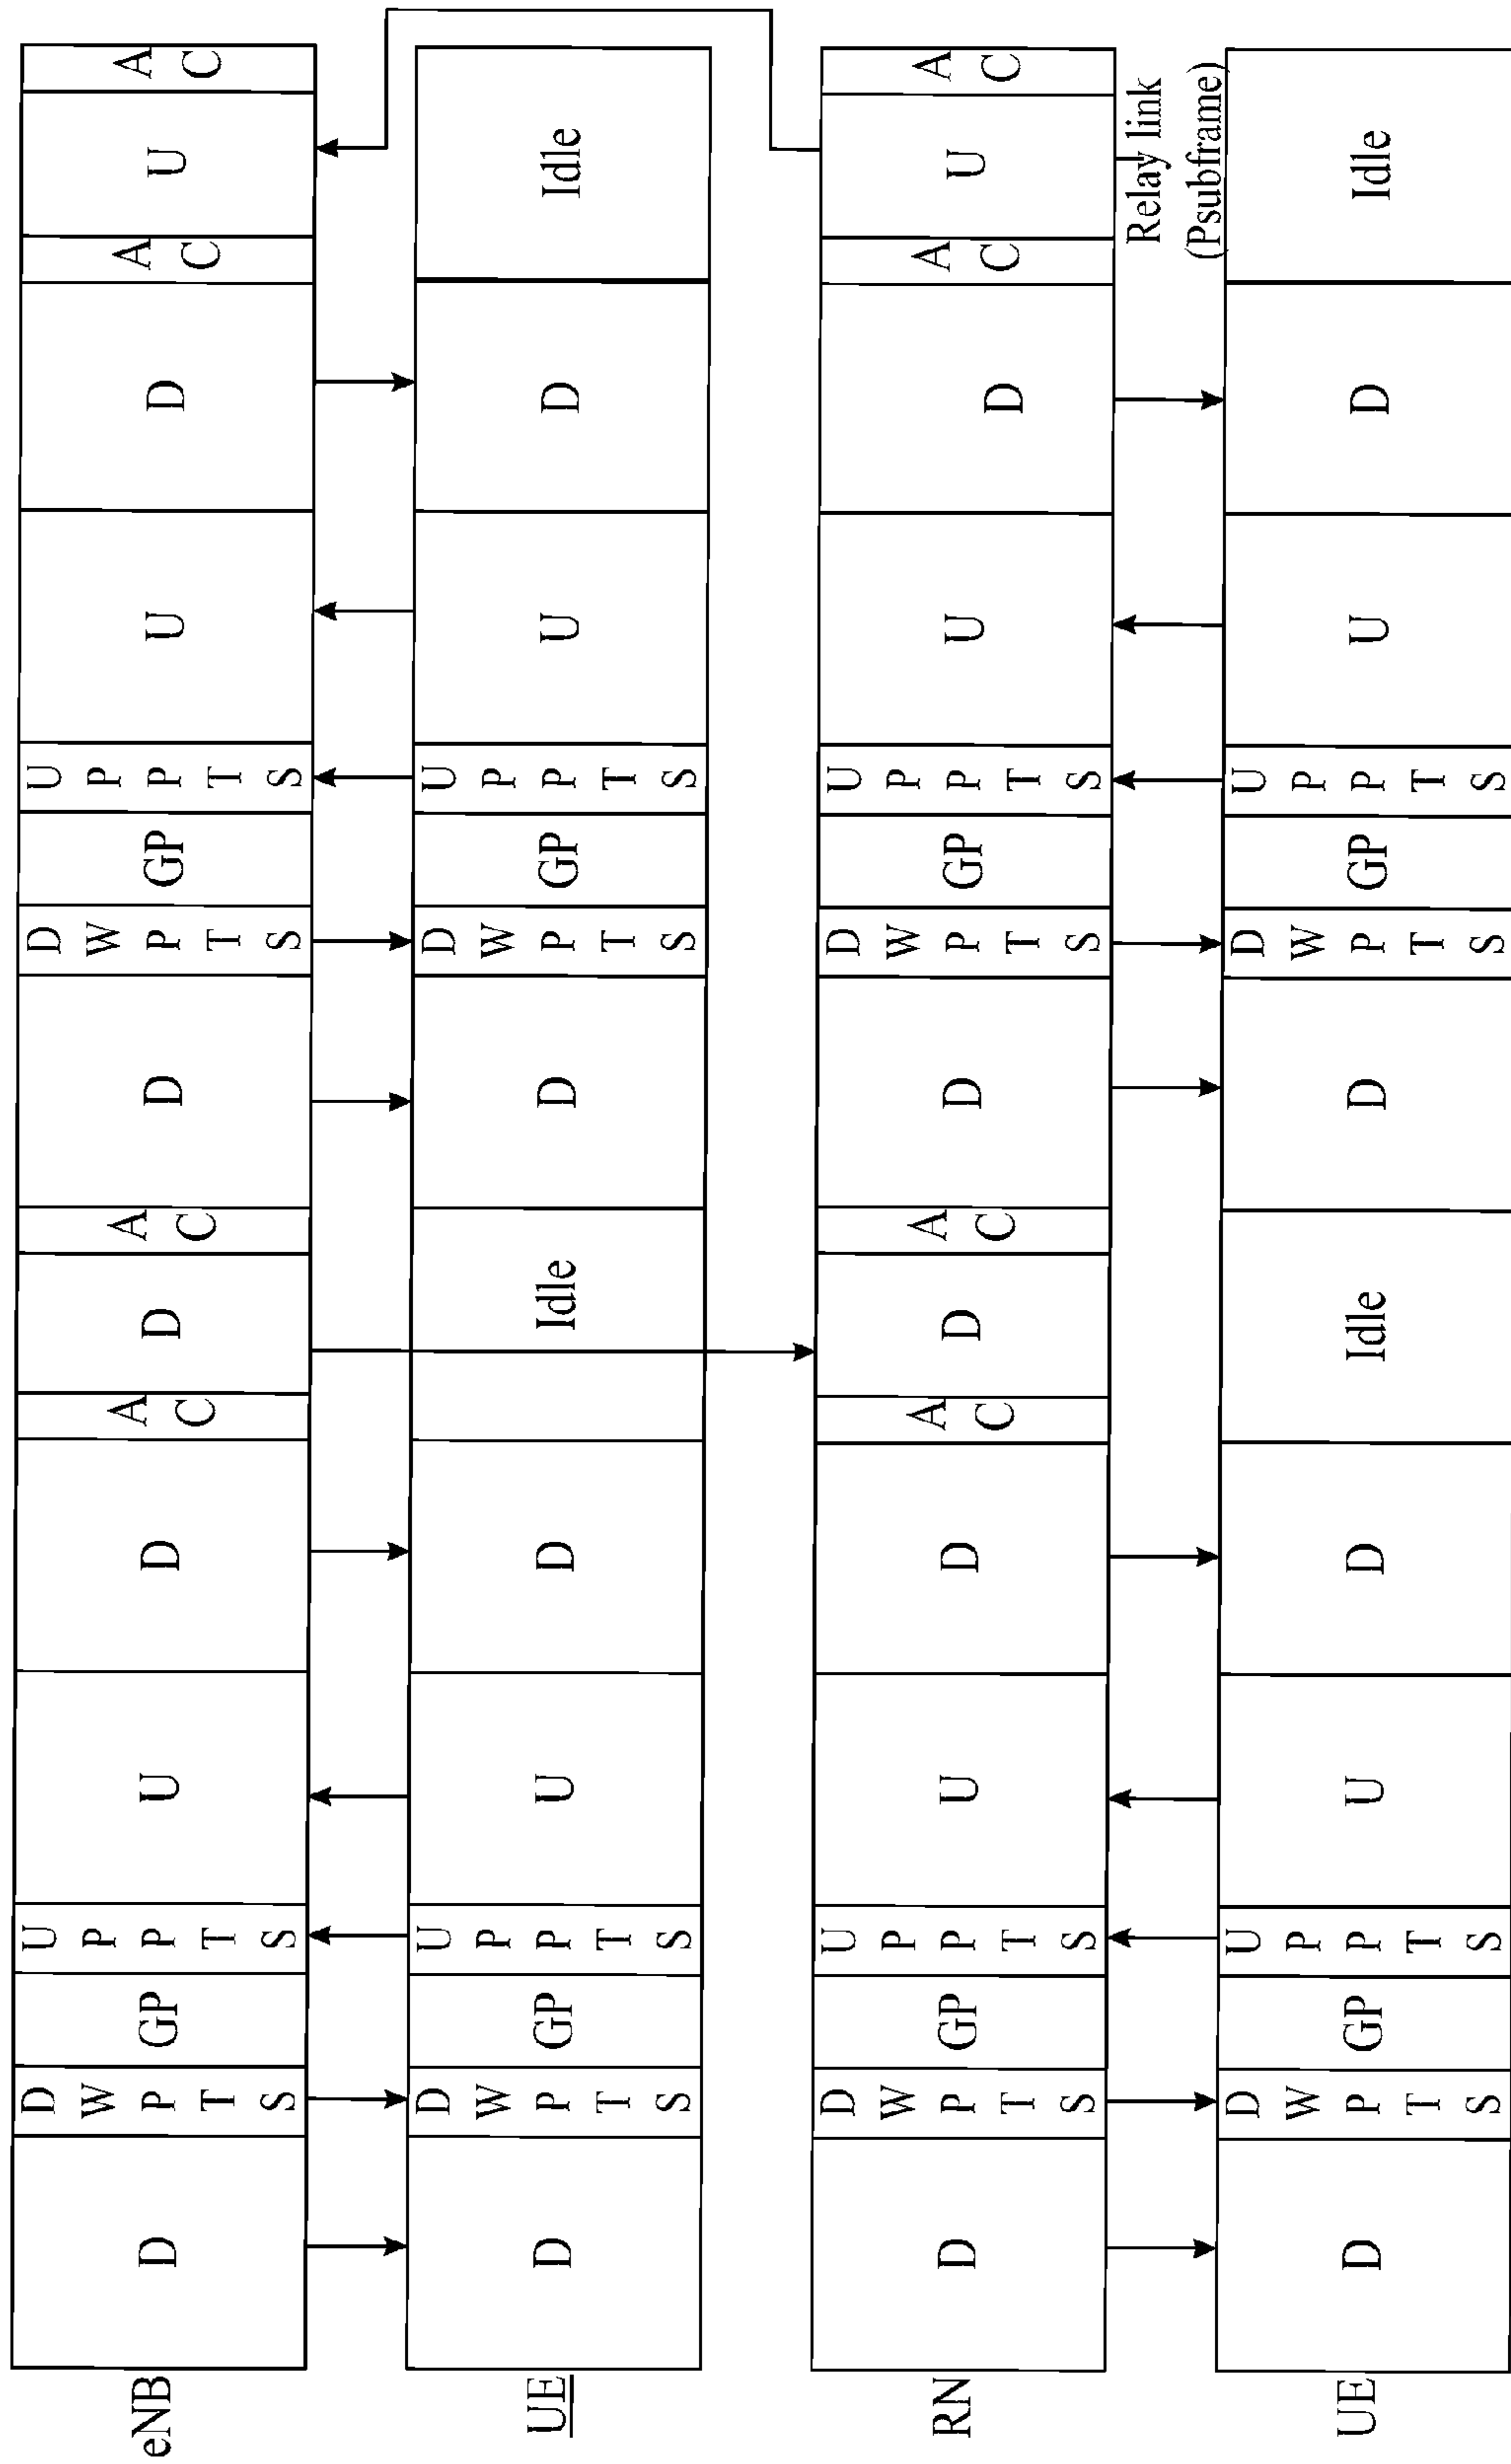 eNB D DWPTS GP UPPTS U D AC D AC D DWPTS GP UPPTS U D AC U AC
UE D DWPTS GP UPPTS U D Idle D DWPTS GP UPPTS U D Idle
RN D DWPTS GP UPPTS U D AC D AC D DWPTS GP UPPTS U D AC U AC
Relay link
(Psubframe)
UE D DWPTS GP UPPTS U D Idle D DWPTS GP UPPTS U D Idle